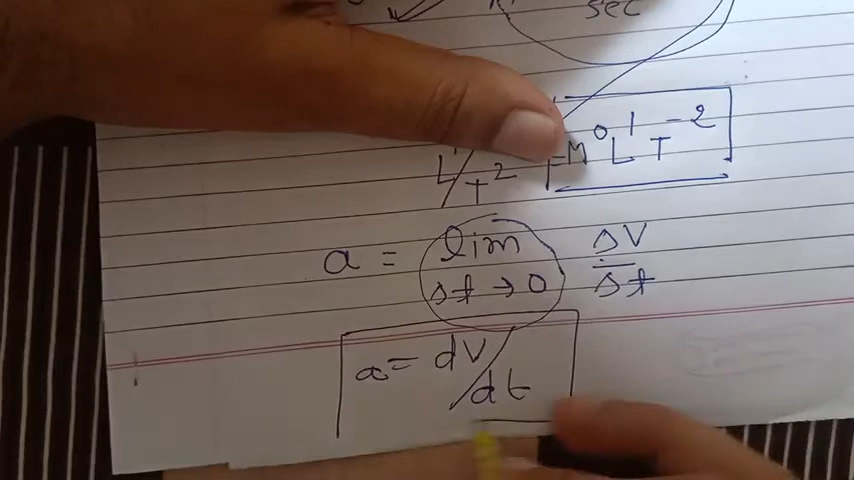 sec
L/T² = M⁰L¹T⁻²
a = lim ΔV
Δt → 0 Δt
a = dV/dt